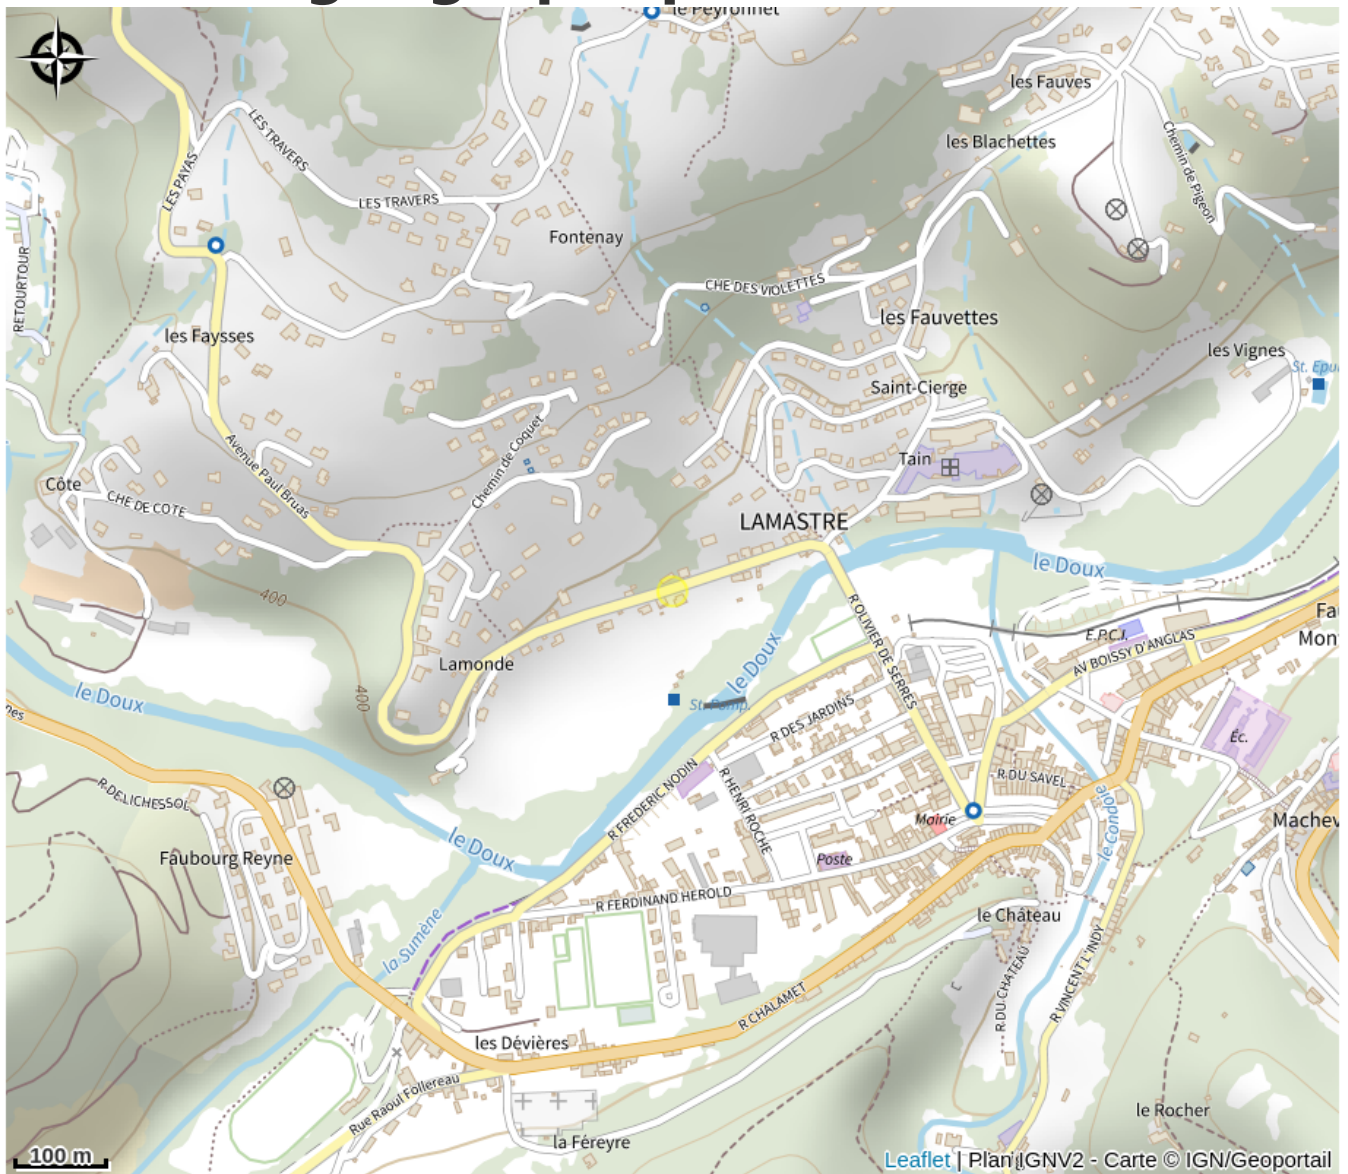 le Peyronnet
les Fauves
LES TRAVERS
les Blachettes
Chemin de Pigeon
LES PAYAS
LES TRAVERS
Fontenay
RETOURTOUR
CHE DES VIOLETTES
les Fauvettes
les Faysses
les Vignes
St. Epu
Saint-Cierge
Avenue Paul Bruas
Chemin de Coquet
Tain
Côte
CHE DE COTE
LAMASTRE
le Doux
400
R OLIVIER DE SERRES
Fa
E.P.C.I.
AV BOISSY D'ANGLAS
Mon
Lamonde
le Doux
400
le Doux
St. Pomp.
nes
R DES JARDINS
Éc.
R DE LICHESSOL
R FREDERIC NODIN
R HENRI ROCHE
R DU SAVEL
le Condoie
Mairie
Machev
le Doux
Faubourg Reyne
Poste
R FERDINAND HEROLD
le Château
la Sumène
R DU CHATEAU
R VINCENT L'INDY
R CHALAMET
les Dévières
Rue Raoul Follereau
le Rocher
la Féreyre
100 m
Leaflet | Plan IGNV2 - Carte © IGN/Geoportail